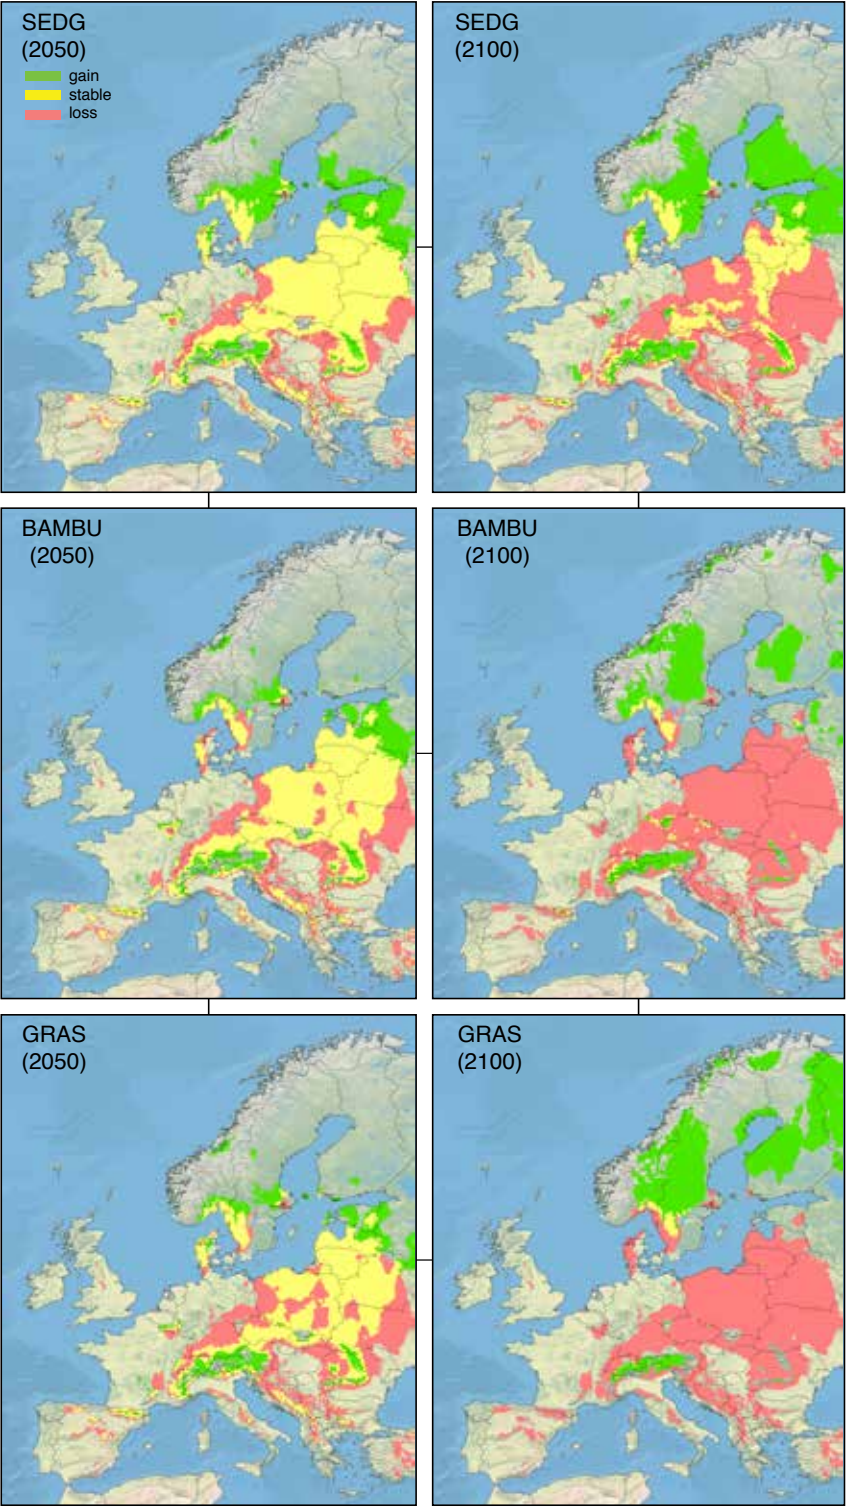 SEDG
(2050)
gain
stable
loss
SEDG
(2100)
BAMBU
(2050)
BAMBU
(2100)
GRAS
(2050)
GRAS
(2100)